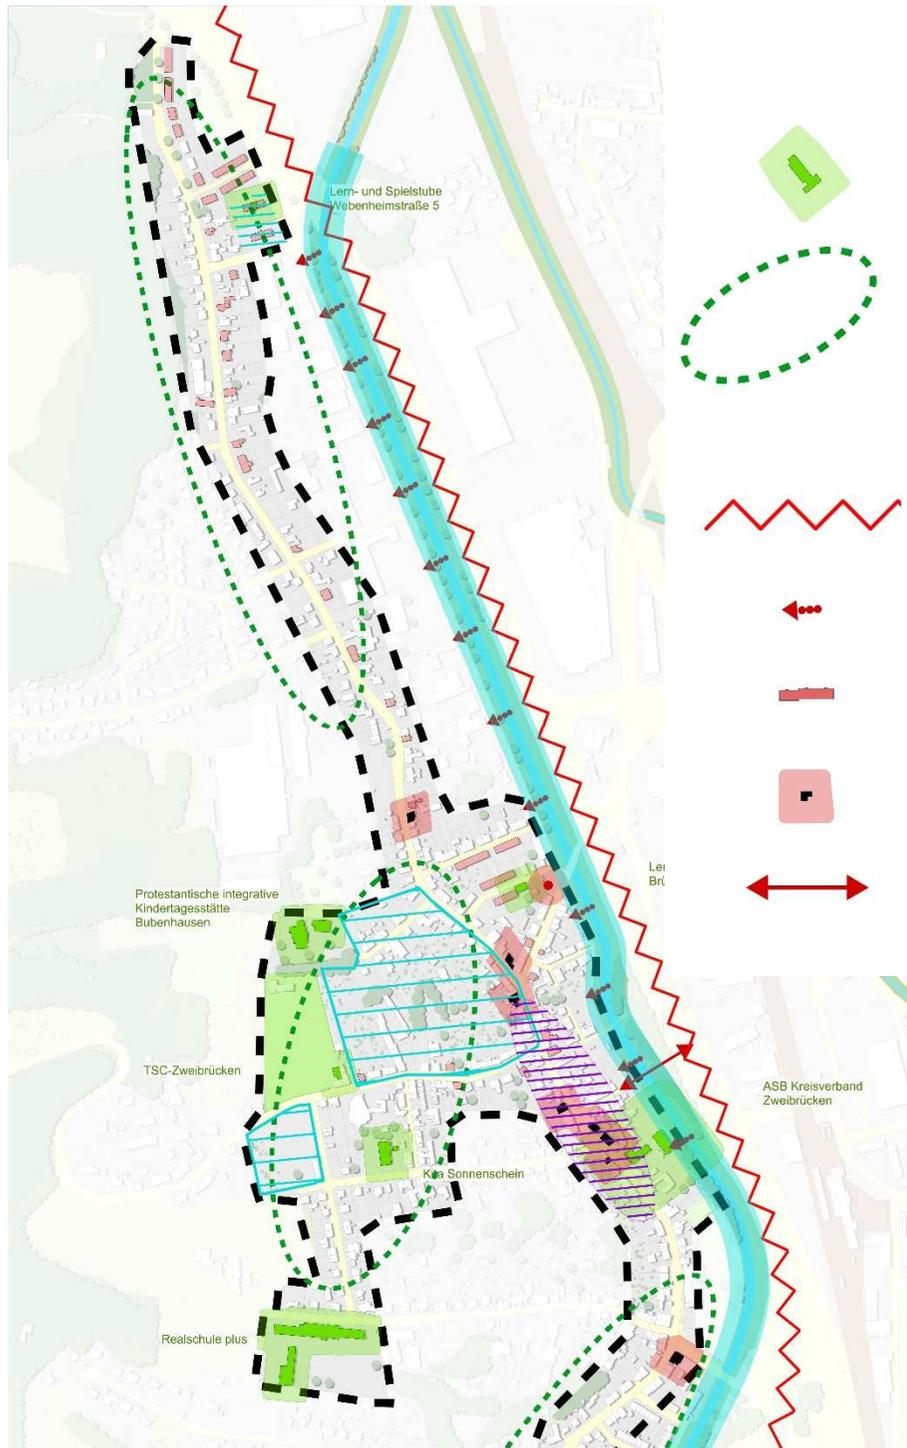 Lern- und Spielstube
Webenheimstraße 5
Protestantische integrative
Kindertagesstätte
Bubenhausen
TSC-Zweibrücken
ASB Kreisverband
Zweibrücken
Kita Sonnenschein
Realschule plus